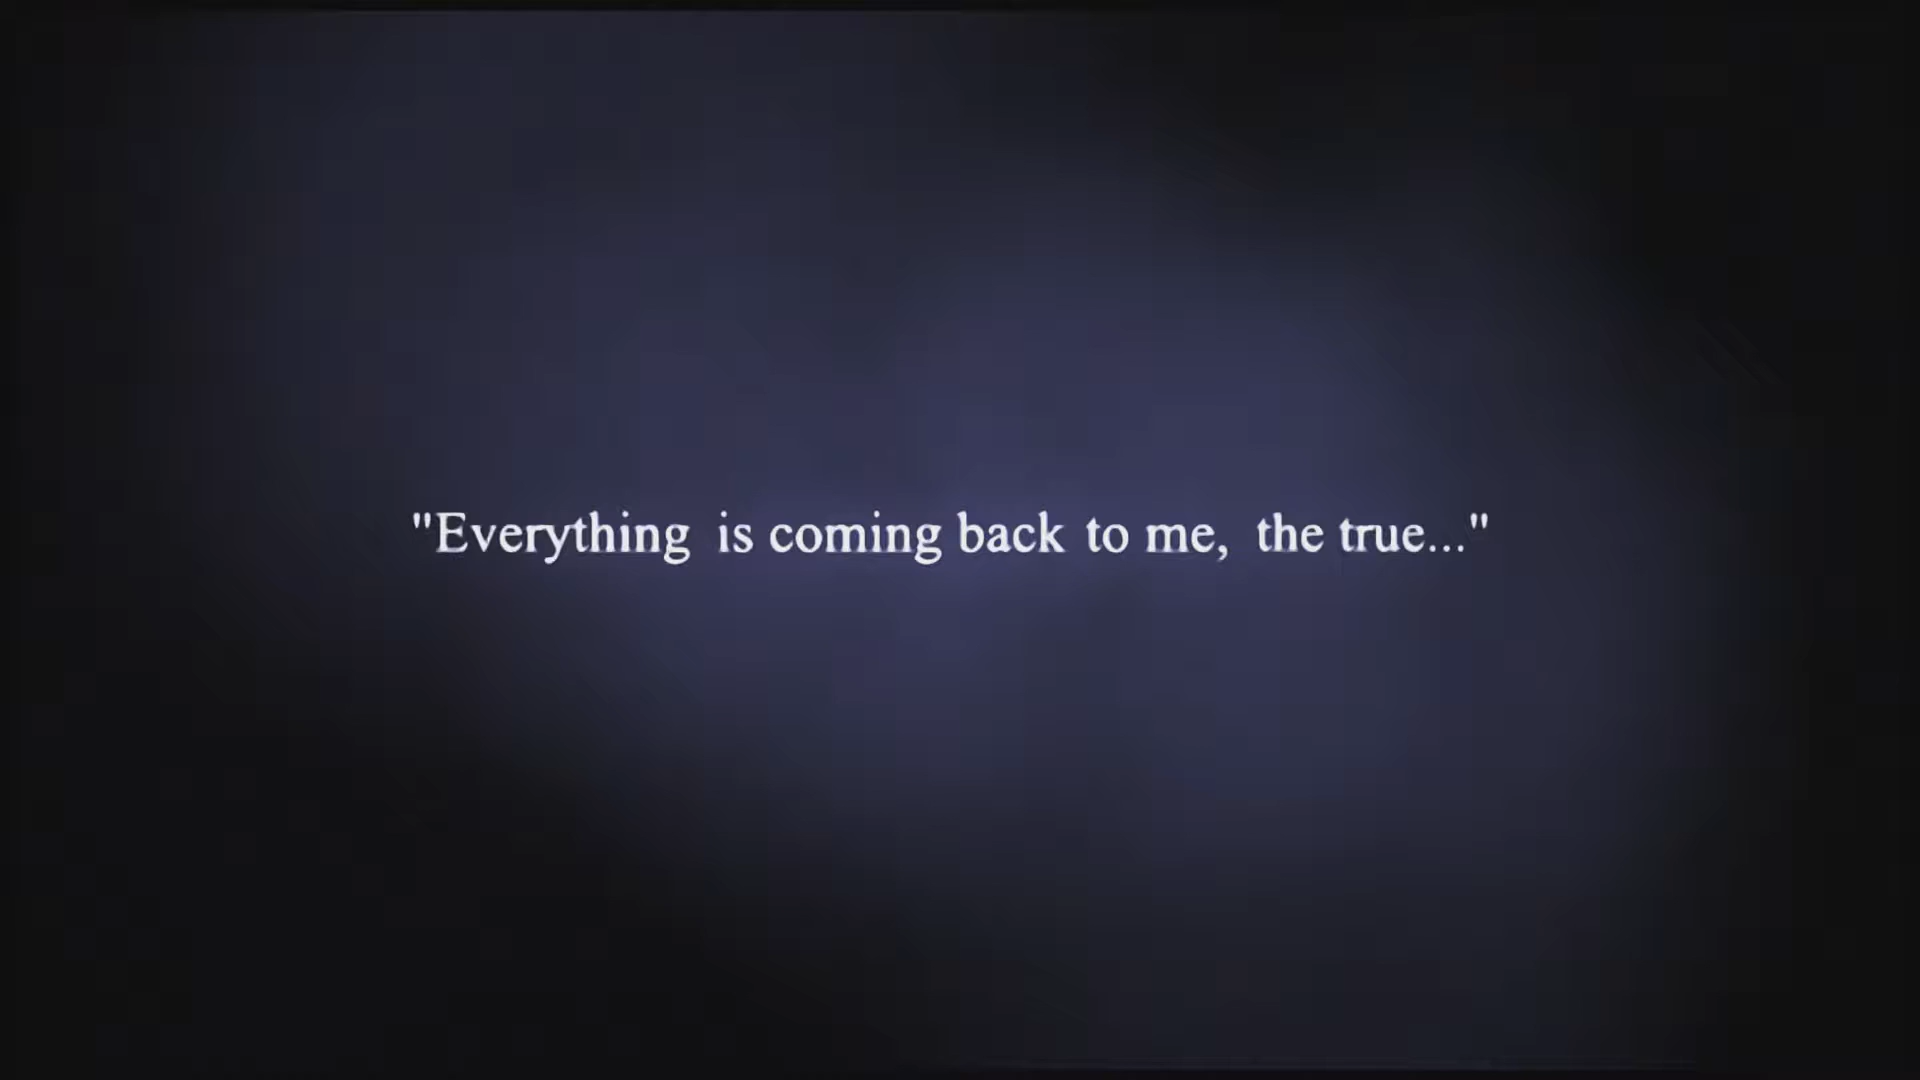 "Everything is coming back to me, the true..."